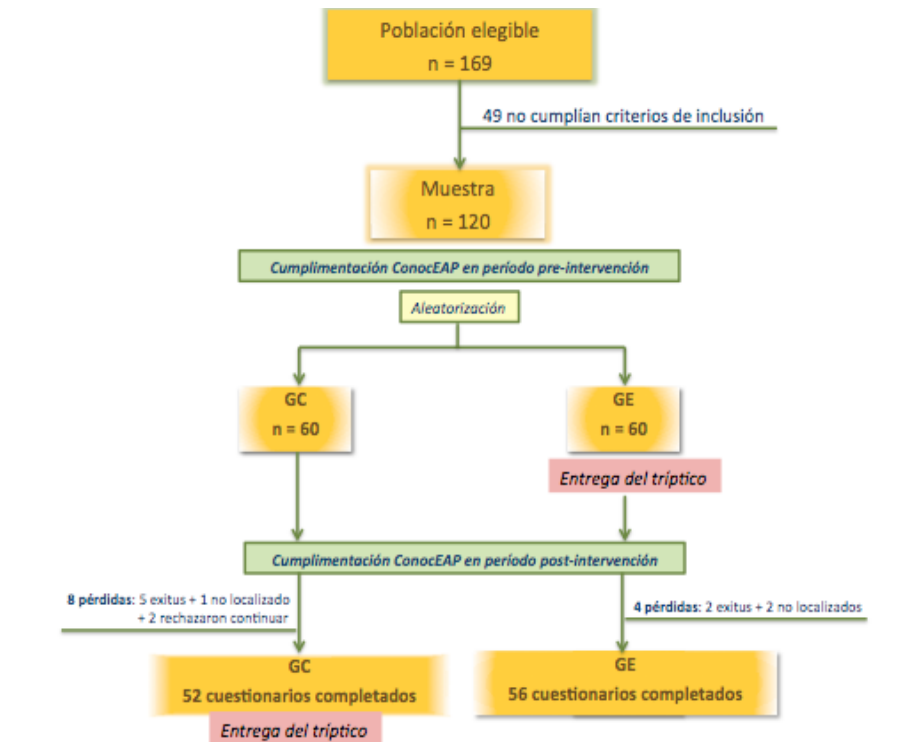 Población elegible
n = 169
49 no cumplían criterios de inclusión
Muestra
n = 120
Cumplimentación ConocEAP en período pre-intervención
Aleatorización
GC
n = 60
GE
n = 60
Entrega del tríptico
Cumplimentación ConocEAP en período post-intervención
8 pérdidas: 5 exitus + 1 no localizado
+ 2 rechazaron continuar
4 pérdidas: 2 exitus + 2 no localizados
GC
52 cuestionarios completados
Entrega del tríptico
GE
56 cuestionarios completados